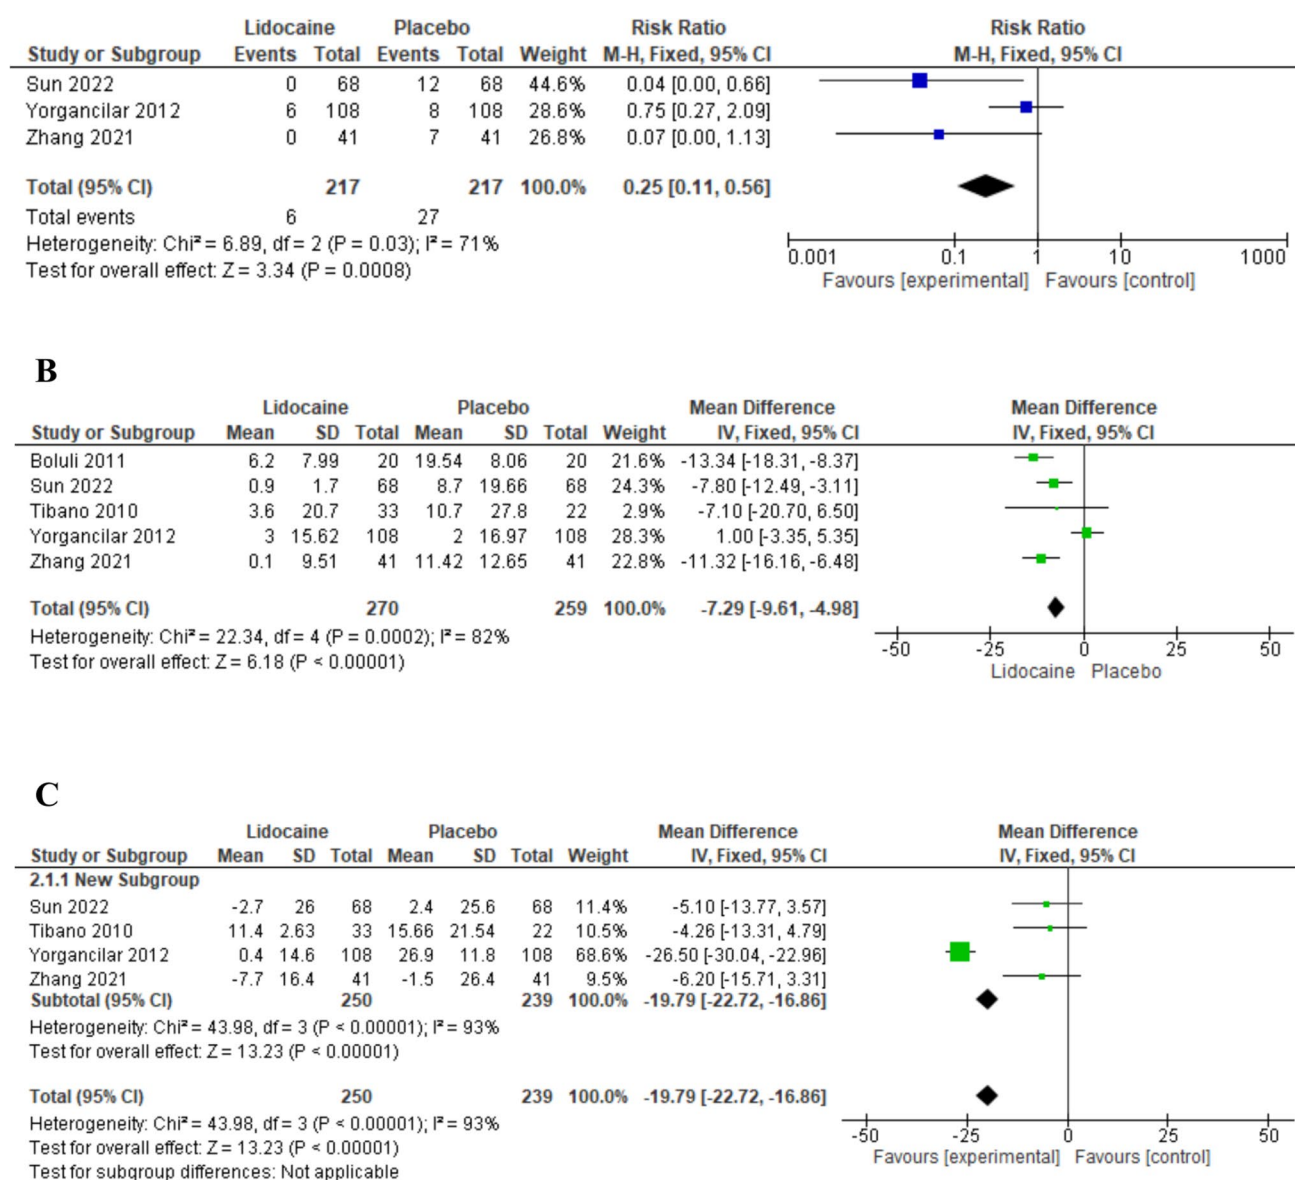 Lidocaine Placebo Risk Ratio Risk Ratio
Study or Subgroup Events Total Events Total Weight M-H, Fixed, 95% CI M-H, Fixed, 95% CI
Sun 2022 0 68 12 68 44.6% 0.04 [0.00, 0.66]
Yorgancilar 2012 6 108 8 108 28.6% 0.75 [0.27, 2.09]
Zhang 2021 0 41 7 41 26.8% 0.07 [0.00, 1.13]
Total (95% CI) 217 217 100.0% 0.25 [0.11, 0.56]
Total events 6 27
Heterogeneity: Chi² = 6.89, df = 2 (P = 0.03); I² = 71%
Test for overall effect: Z = 3.34 (P = 0.0008)
0.001 0.1 1 10 1000
Favours [experimental] Favours [control]
B
Lidocaine Placebo Mean Difference Mean Difference
Study or Subgroup Mean SD Total Mean SD Total Weight IV, Fixed, 95% CI IV, Fixed, 95% CI
Boluli 2011 6.2 7.99 20 19.54 8.06 20 21.6% -13.34 [-18.31, -8.37]
Sun 2022 0.9 1.7 68 8.7 19.66 68 24.3% -7.80 [-12.49, -3.11]
Tibano 2010 3.6 20.7 33 10.7 27.8 22 2.9% -7.10 [-20.70, 6.50]
Yorgancilar 2012 3 15.62 108 2 16.97 108 28.3% 1.00 [-3.35, 5.35]
Zhang 2021 0.1 9.51 41 11.42 12.65 41 22.8% -11.32 [-16.16, -6.48]
Total (95% CI) 270 259 100.0% -7.29 [-9.61, -4.98]
Heterogeneity: Chi² = 22.34, df = 4 (P = 0.0002); I² = 82%
Test for overall effect: Z = 6.18 (P < 0.00001)
-50 -25 0 25 50
Lidocaine Placebo
C
Lidocaine Placebo Mean Difference Mean Difference
Study or Subgroup Mean SD Total Mean SD Total Weight IV, Fixed, 95% CI IV, Fixed, 95% CI
2.1.1 New Subgroup
Sun 2022 -2.7 26 68 2.4 25.6 68 11.4% -5.10 [-13.77, 3.57]
Tibano 2010 11.4 2.63 33 15.66 21.54 22 10.5% -4.26 [-13.31, 4.79]
Yorgancilar 2012 0.4 14.6 108 26.9 11.8 108 68.6% -26.50 [-30.04, -22.96]
Zhang 2021 -7.7 16.4 41 -1.5 26.4 41 9.5% -6.20 [-15.71, 3.31]
Subtotal (95% CI) 250 239 100.0% -19.79 [-22.72, -16.86]
Heterogeneity: Chi² = 43.98, df = 3 (P < 0.00001); I² = 93%
Test for overall effect: Z = 13.23 (P < 0.00001)
Total (95% CI) 250 239 100.0% -19.79 [-22.72, -16.86]
Heterogeneity: Chi² = 43.98, df = 3 (P < 0.00001); I² = 93%
Test for overall effect: Z = 13.23 (P < 0.00001)
Test for subgroup differences: Not applicable
-50 -25 0 25 50
Favours [experimental] Favours [control]